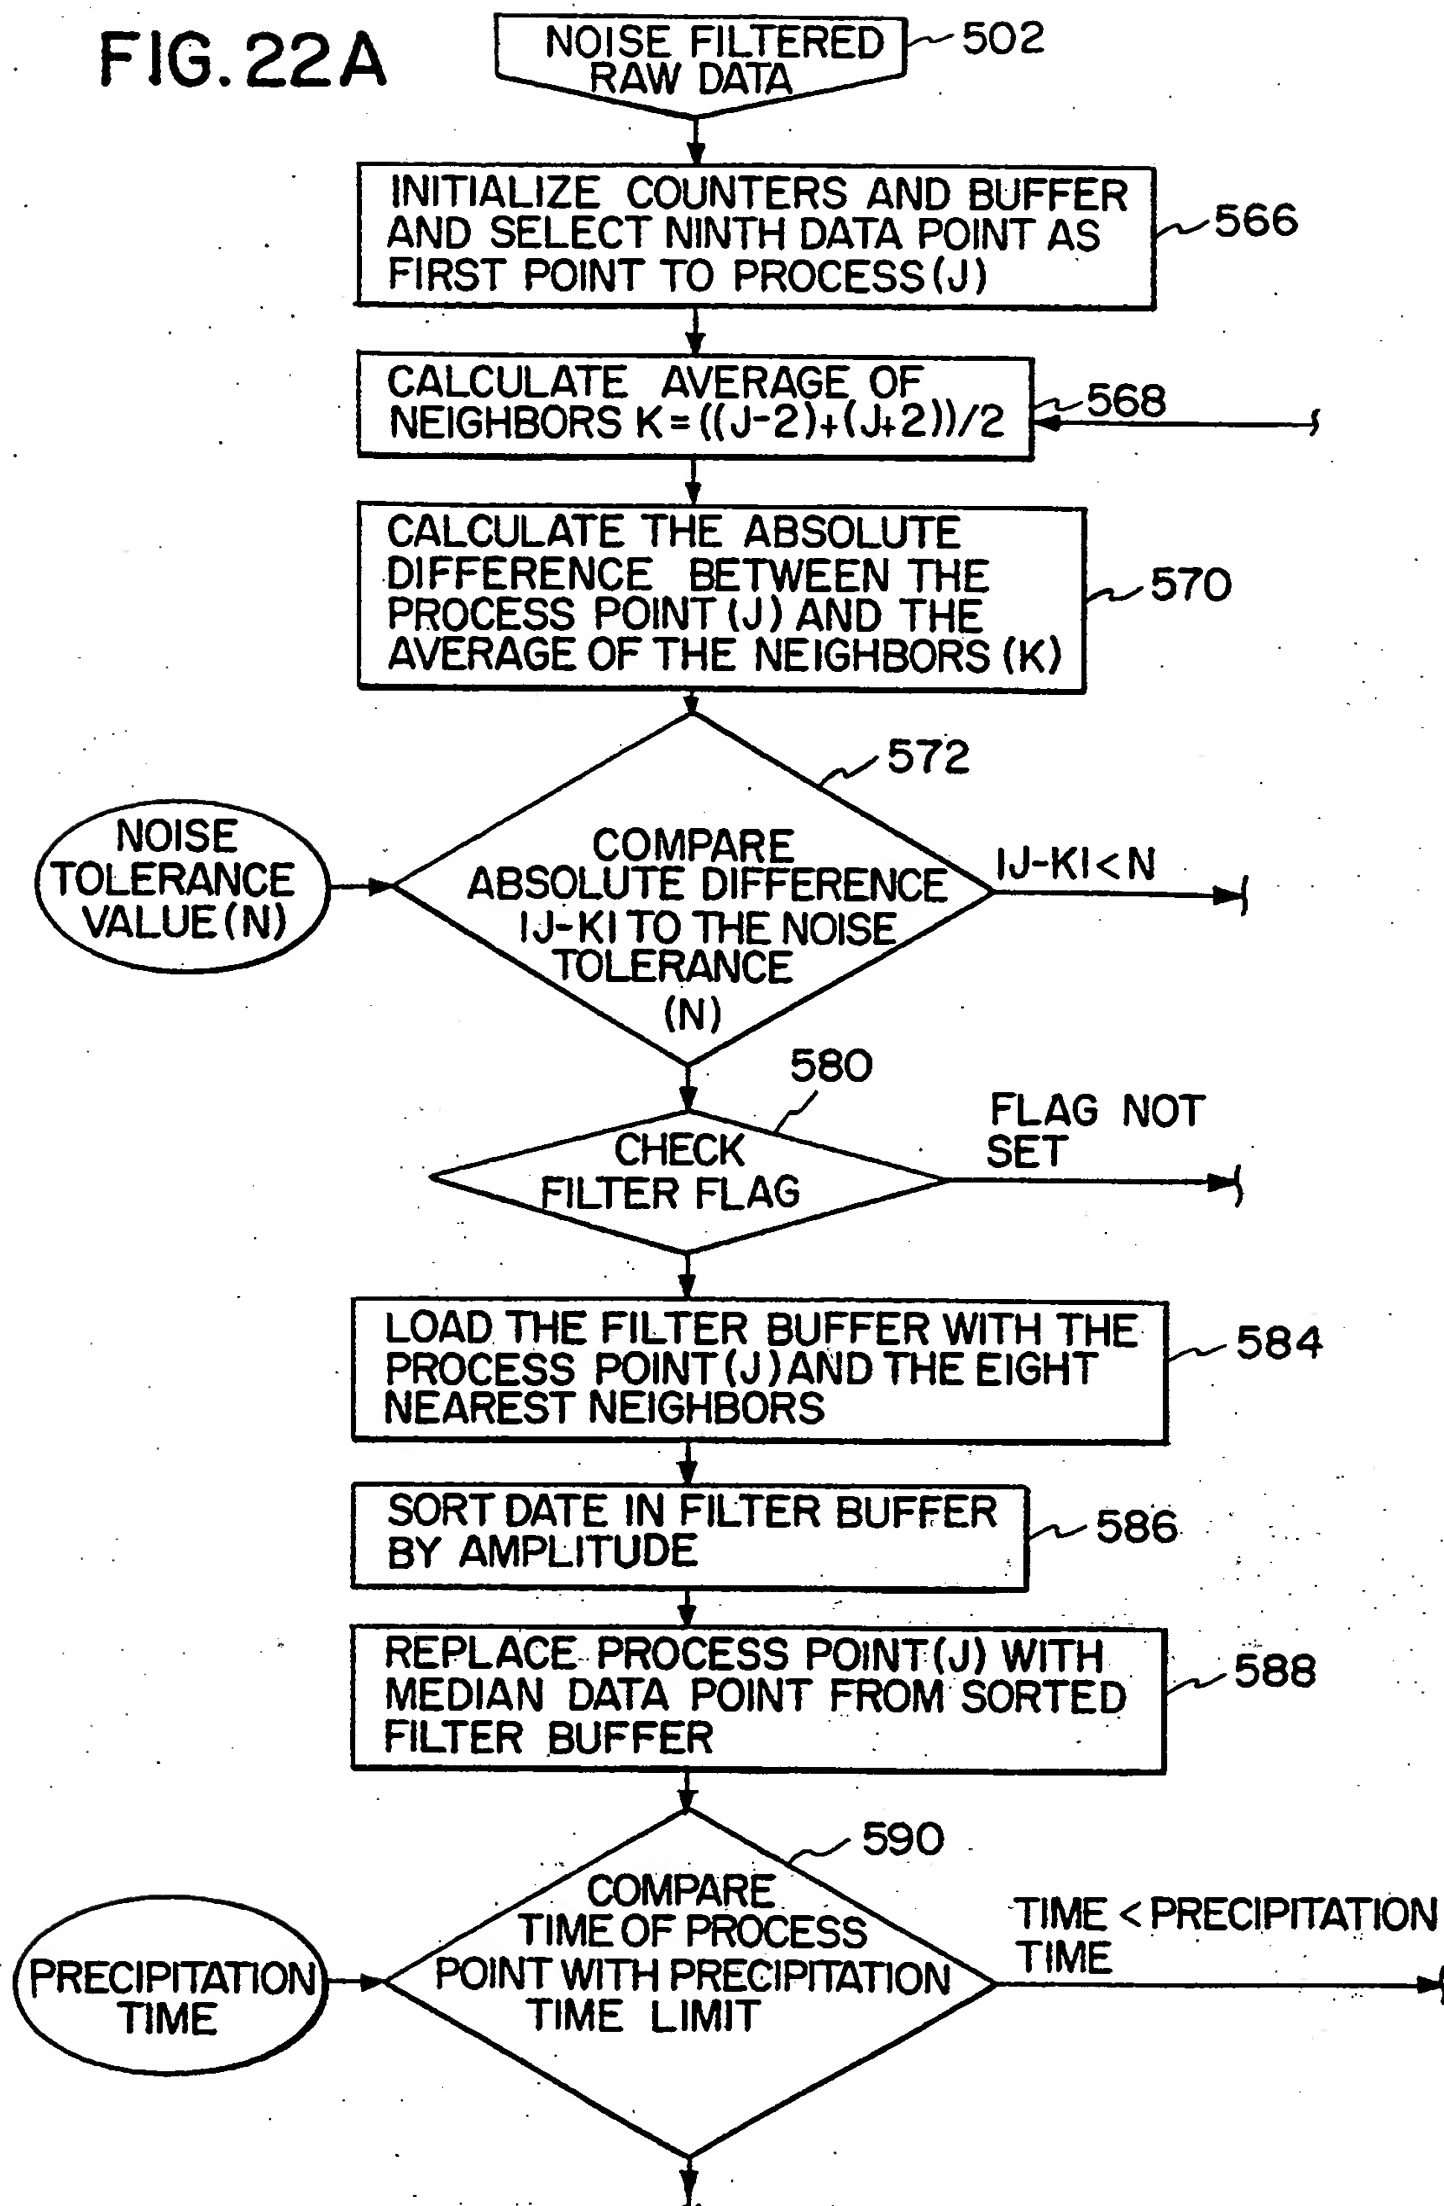 FIG. 22A
NOISE FILTERED
RAW DATA
502
INITIALIZE COUNTERS AND BUFFER
AND SELECT NINTH DATA POINT AS
FIRST POINT TO PROCESS (J)
566
CALCULATE AVERAGE OF
NEIGHBORS K = ((J-2)+(J+2))/2
568
CALCULATE THE ABSOLUTE
DIFFERENCE BETWEEN THE
PROCESS POINT (J) AND THE
AVERAGE OF THE NEIGHBORS (K)
570
572
NOISE
TOLERANCE
VALUE (N)
COMPARE
ABSOLUTE DIFFERENCE
|J-K| TO THE NOISE
TOLERANCE
(N)
|J-K| < N
580
CHECK
FILTER FLAG
FLAG NOT
SET
LOAD THE FILTER BUFFER WITH THE
PROCESS POINT (J) AND THE EIGHT
NEAREST NEIGHBORS
584
SORT DATE IN FILTER BUFFER
BY AMPLITUDE
586
REPLACE PROCESS POINT (J) WITH
MEDIAN DATA POINT FROM SORTED
FILTER BUFFER
588
590
PRECIPITATION
TIME
COMPARE
TIME OF PROCESS
POINT WITH PRECIPITATION
TIME LIMIT
TIME < PRECIPITATION
TIME